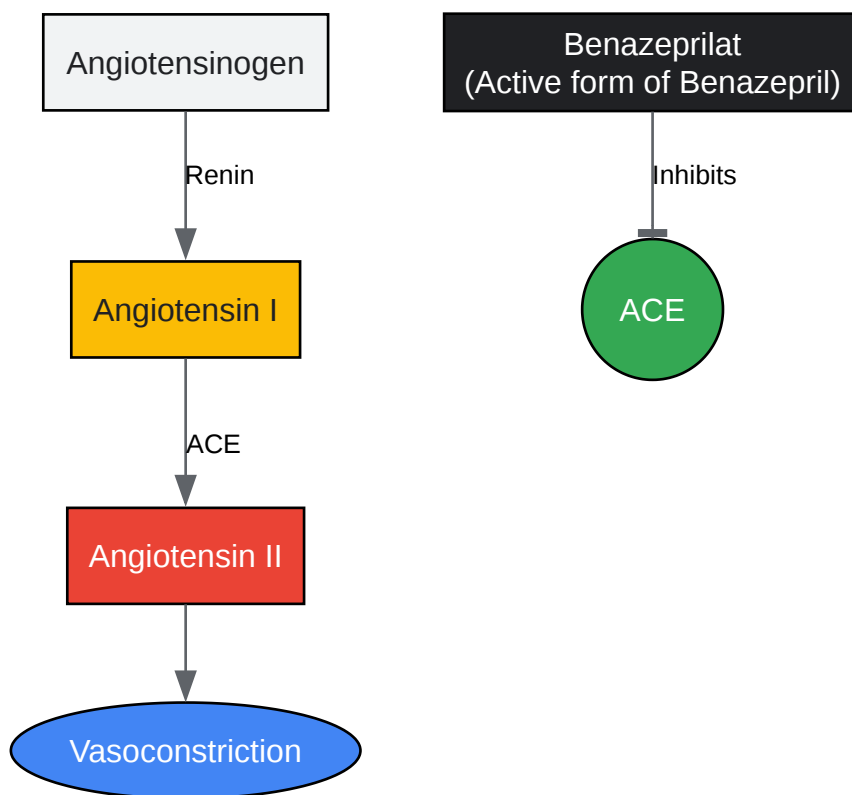 Angiotensinogen
Renin
Angiotensin I
ACE
Angiotensin II
Vasoconstriction
Benazeprilat
(Active form of Benazepril)
Inhibits
ACE